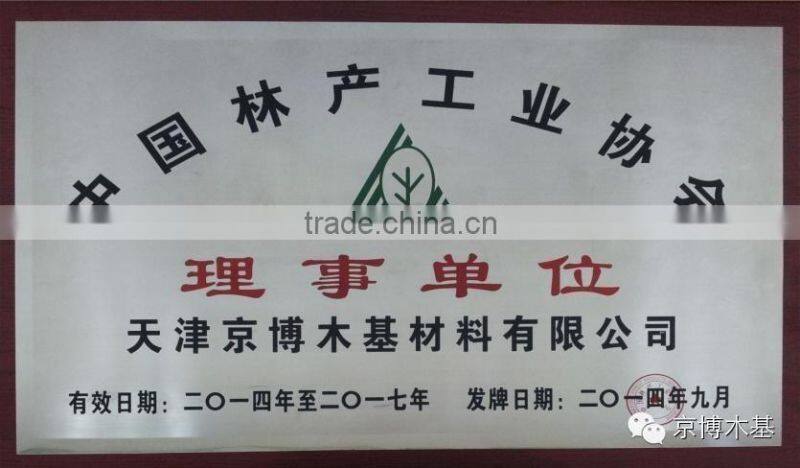 中国林产工业协会
trade.china.cn
理事单位
天津京博木基材料有限公司
有效日期：二〇一四年至二〇一七年 发牌日期：二〇一四年九月
京博木基